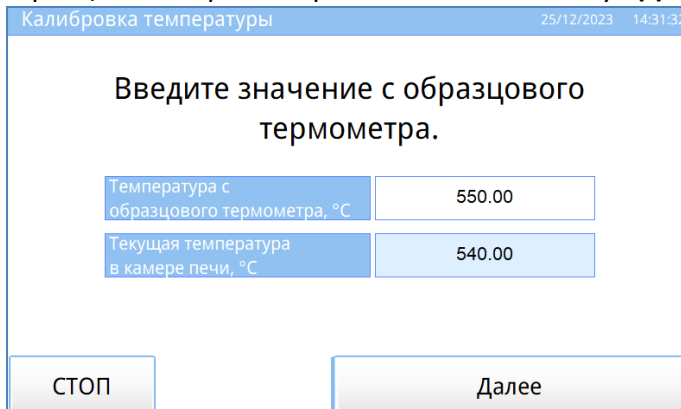 Калибровка температуры 25/12/2023 14:31:32
Введите значение с образцового
термометра.
Температура с
образцового термометра, °C
550.00
Текущая температура
в камере печи, °C
540.00
СТОП
Далее